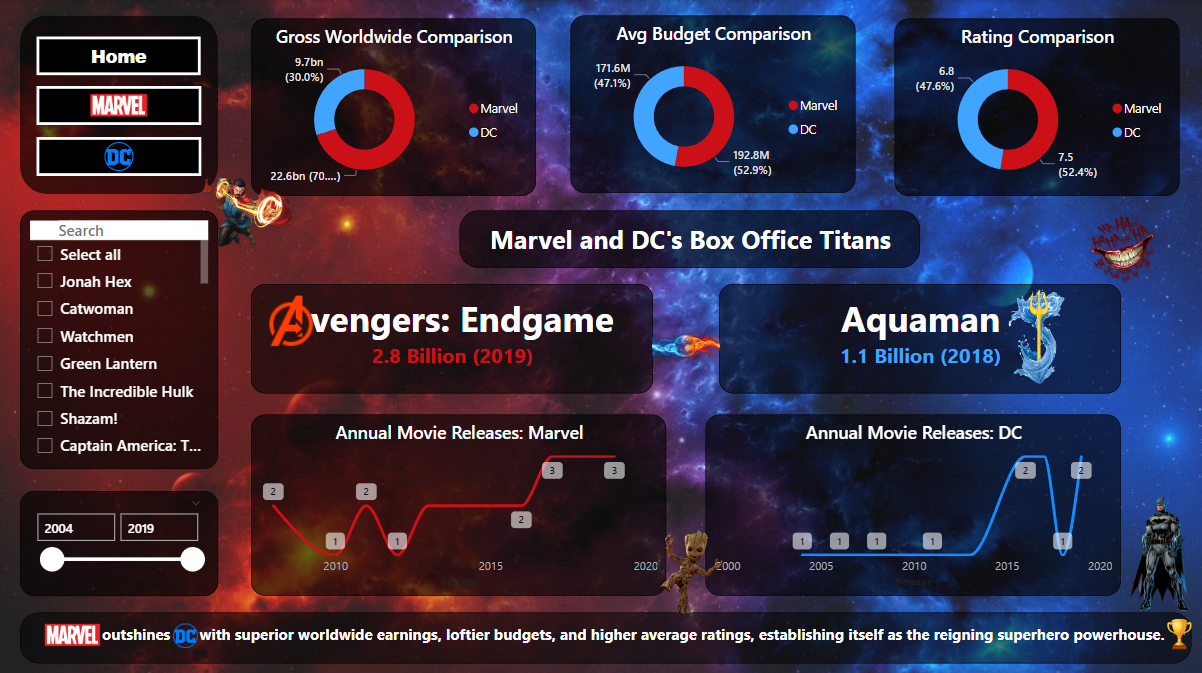 Home
MARVEL
DC
Gross Worldwide Comparison
9.7bn
(30.0%)
22.6bn (70....)
Marvel
DC
Avg Budget Comparison
171.6M
(47.1%)
192.8M
(52.9%)
Marvel
DC
Rating Comparison
6.8
(47.6%)
7.5
(52.4%)
Marvel
DC
Search
Select all
Jonah Hex
Catwoman
Watchmen
Green Lantern
The Incredible Hulk
Shazam!
Captain America: T...
2004
2019
Marvel and DC's Box Office Titans
Avengers: Endgame
2.8 Billion (2019)
Aquaman
1.1 Billion (2018)
Annual Movie Releases: Marvel
2
1
2
1
2
3
3
2010
2015
2020
Annual Movie Releases: DC
1
1
1
1
2
1
2
2000
2005
2010
2015
2020
MARVEL outshines DC with superior worldwide earnings, loftier budgets, and higher average ratings, establishing itself as the reigning superhero powerhouse.